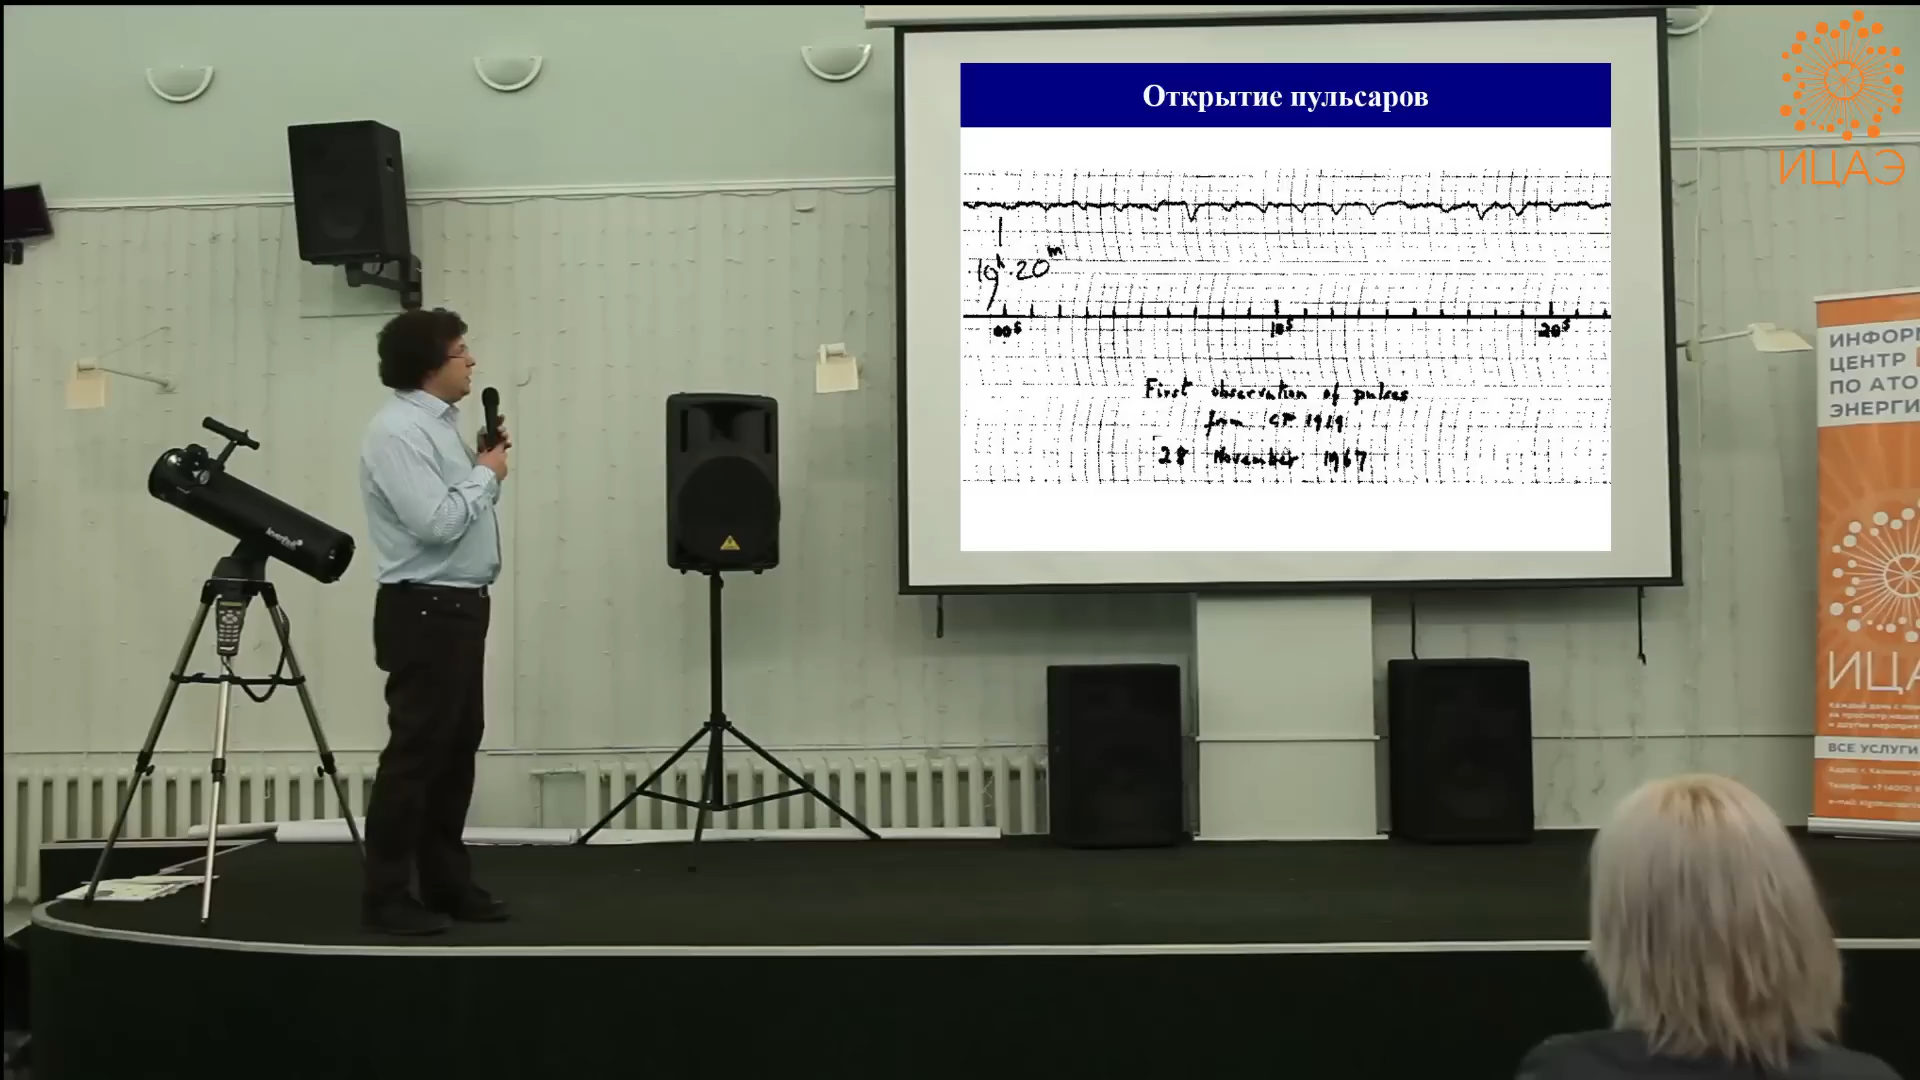 Открытие пульсаров
19ʰ 20ᵐ
00ˢ
10ˢ
20ˢ
First observation of pulses
from CP 1919
28 November 1967
ИЦАЭ
levenhuk
ИНФОР
ЦЕНТР
ПО АТО
ЭНЕРГИ
ИЦА
ВСЕ УСЛУГИ